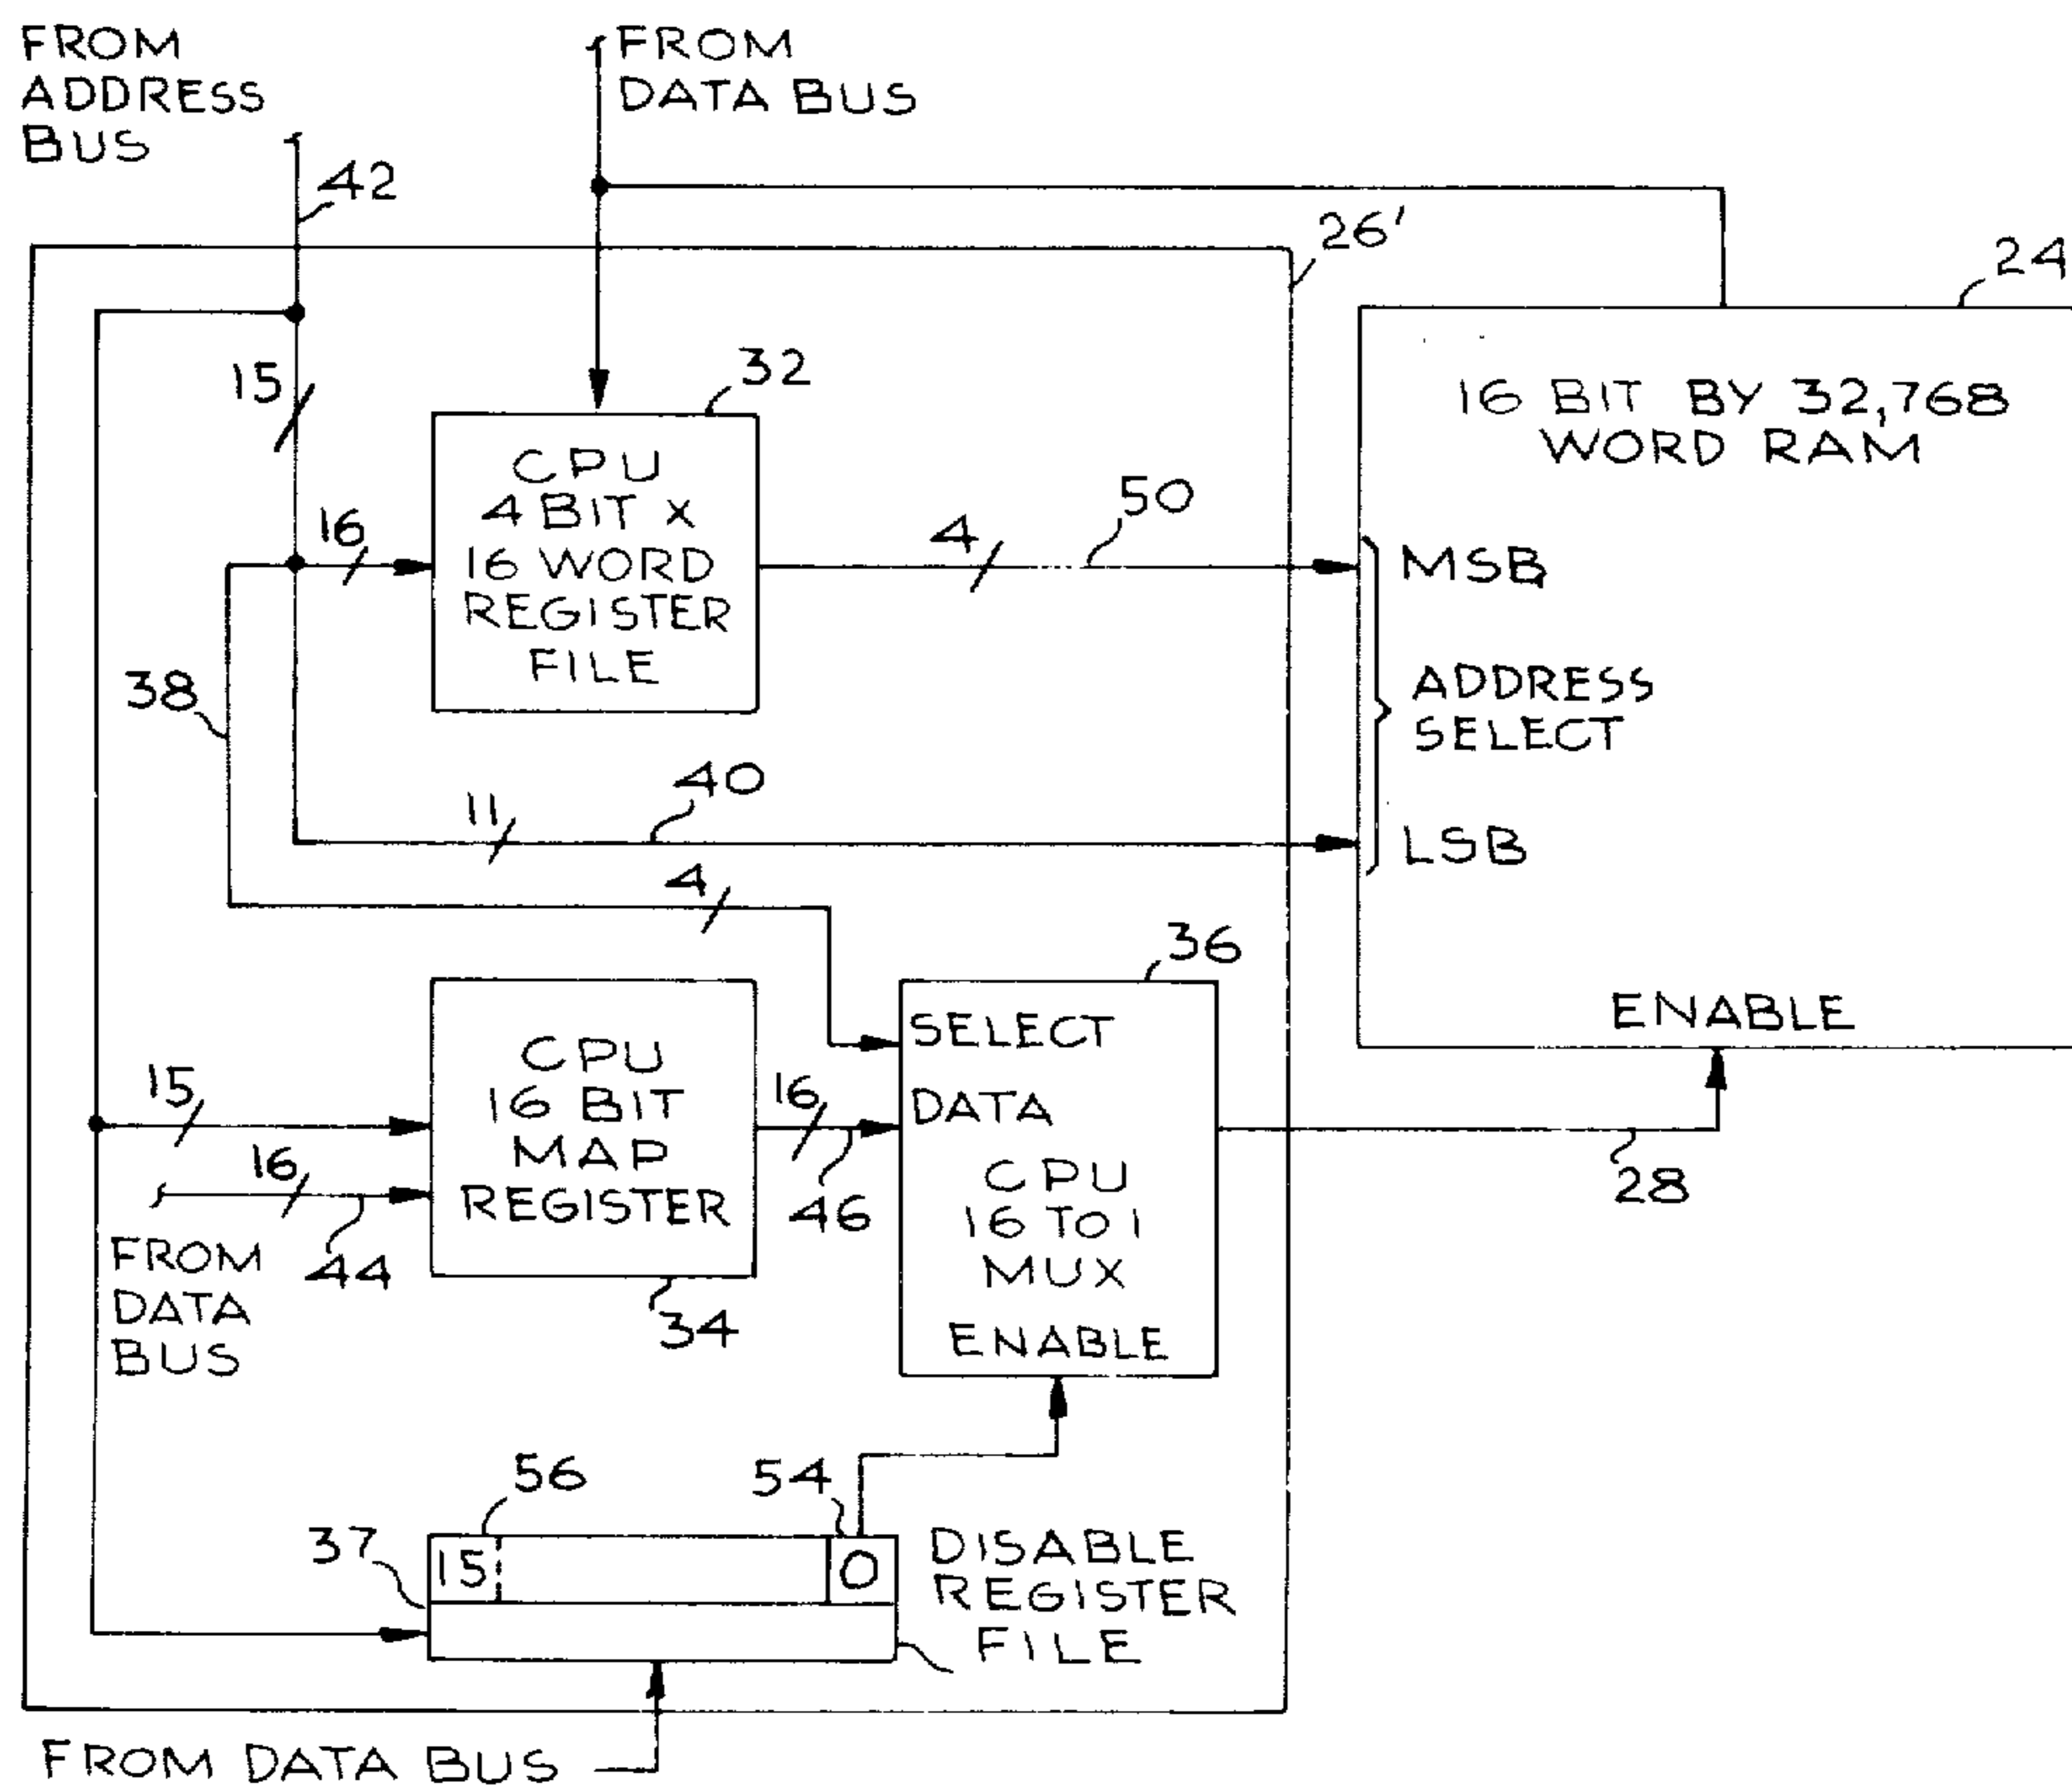 FROM
ADDRESS
BUS
FROM
DATA BUS
42
26'
24
15
32
16 BIT BY 32,768
WORD RAM
CPU
4 BIT X
16 WORD
REGISTER
FILE
16
4
50
MSB
ADDRESS
SELECT
LSB
38
11
40
4
36
ENABLE
CPU
16 BIT
MAP
REGISTER
SELECT
DATA
CPU
16 TO 1
MUX
ENABLE
15
16
16
46
28
44
FROM
DATA
BUS
34
56
54
37
15
0
DISABLE
REGISTER
FILE
FROM DATA BUS